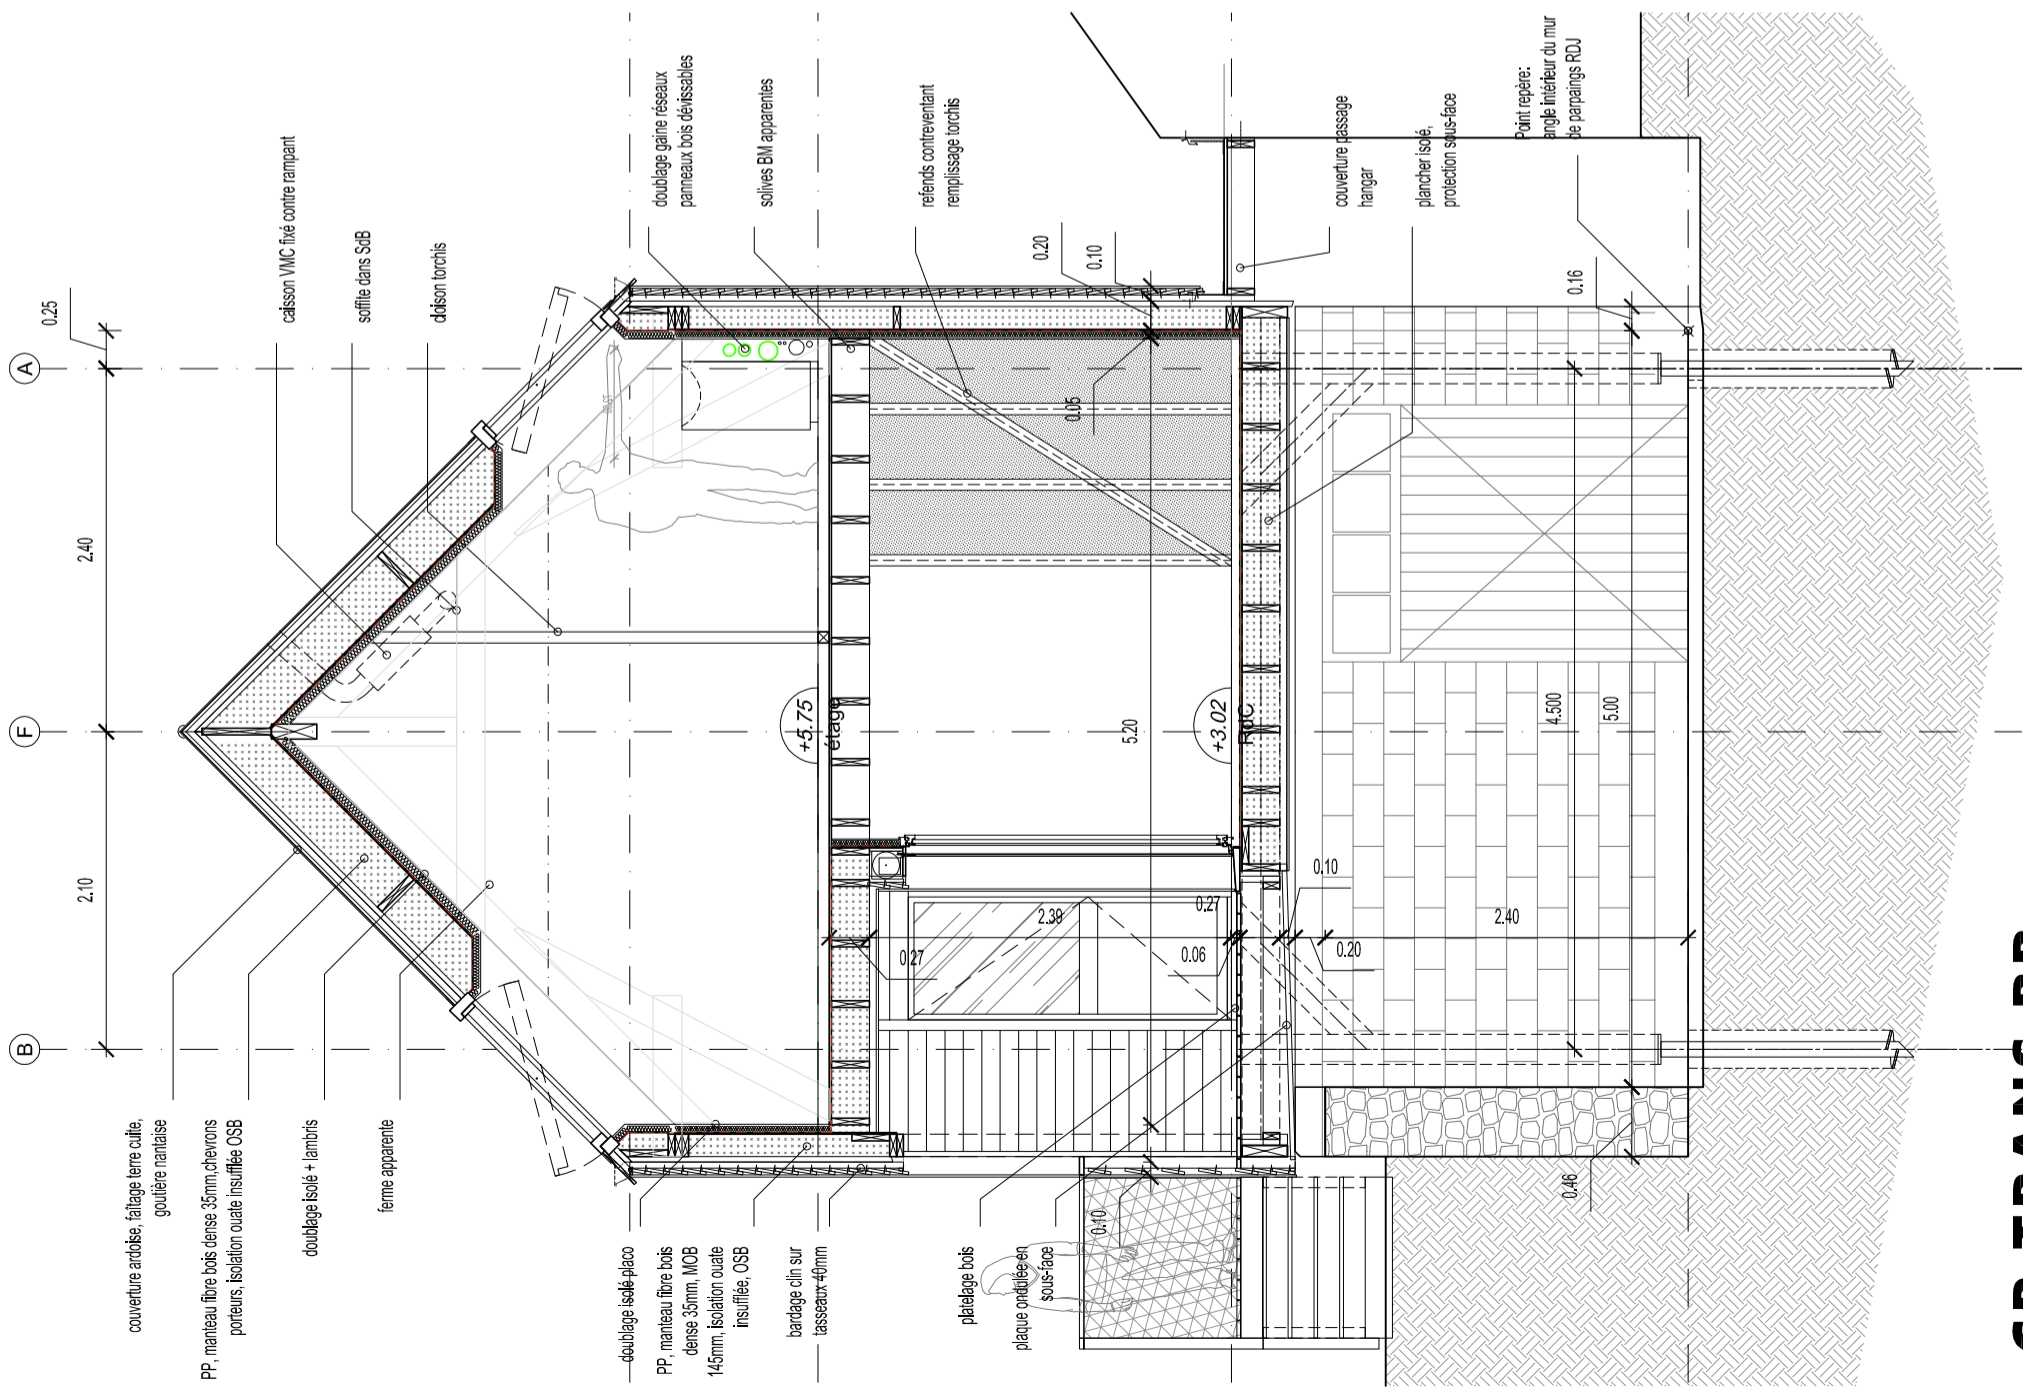 A
F
B
0.25
2.40
2.10
caisson VMC fixé contre rampant
soffite dans SdB
cloison torchis
doublage gaine réseaux
panneaux bois dévissables
solives BM apparentes
refends contreventant
remplissage torchis
0.20
0.10
couverture passage
hangar
plancher isolé,
protection sous-face
Point repère:
angle intérieur du mur
de parpaings RDJ
0.16
0.05
+5.75
étage
+3.02
RdC
5.20
4.500
5.00
2.39
0.27
0.27
0.06
0.10
0.20
2.40
0.46
0.10
couverture ardoise, faîtage terre cuite,
goutière nantaise
PP, manteau fibre bois dense 35mm,chevrons
porteurs, isolation ouate insufflée OSB
doublage isolé + lambris
ferme apparente
doublage isolé placo
PP, manteau fibre bois
dense 35mm, MOB
145mm, isolation ouate
insufflée, OSB
bardage clin sur
tasseaux 40mm
platelage bois
plaque ondulée en
sous-face